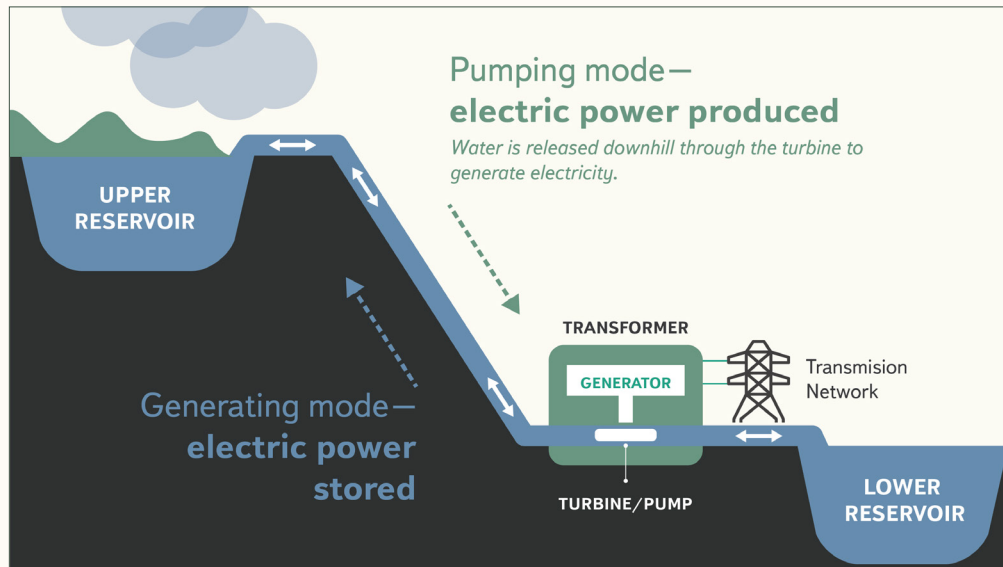 Pumping mode—
electric power produced
Water is released downhill through the turbine to
generate electricity.
UPPER
RESERVOIR
TRANSFORMER
GENERATOR
Transmision
Network
Generating mode—
electric power
stored
TURBINE/PUMP
LOWER
RESERVOIR